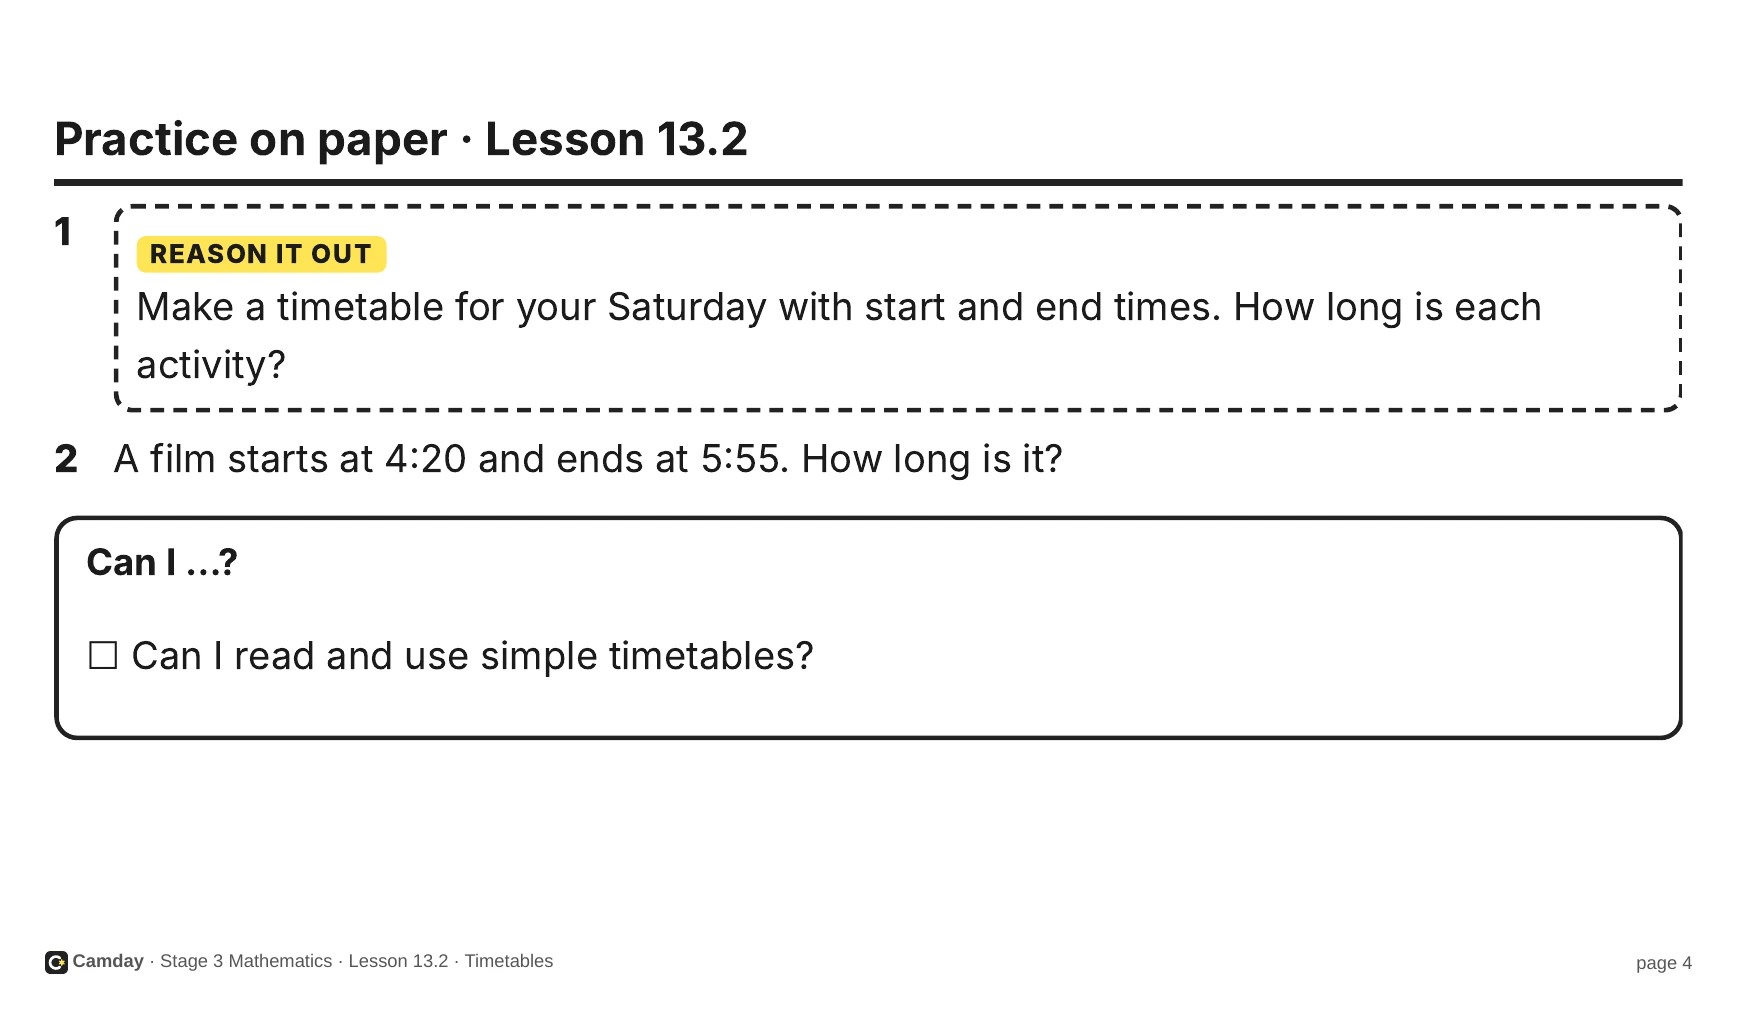 Practice on paper · Lesson 13.2
1
REASON IT OUT
Make a timetable for your Saturday with start and end times. How long is each
activity?
2 A film starts at 4:20 and ends at 5:55. How long is it?
Can I …?
☐ Can I read and use simple timetables?
Camday · Stage 3 Mathematics · Lesson 13.2 · Timetables
page 4